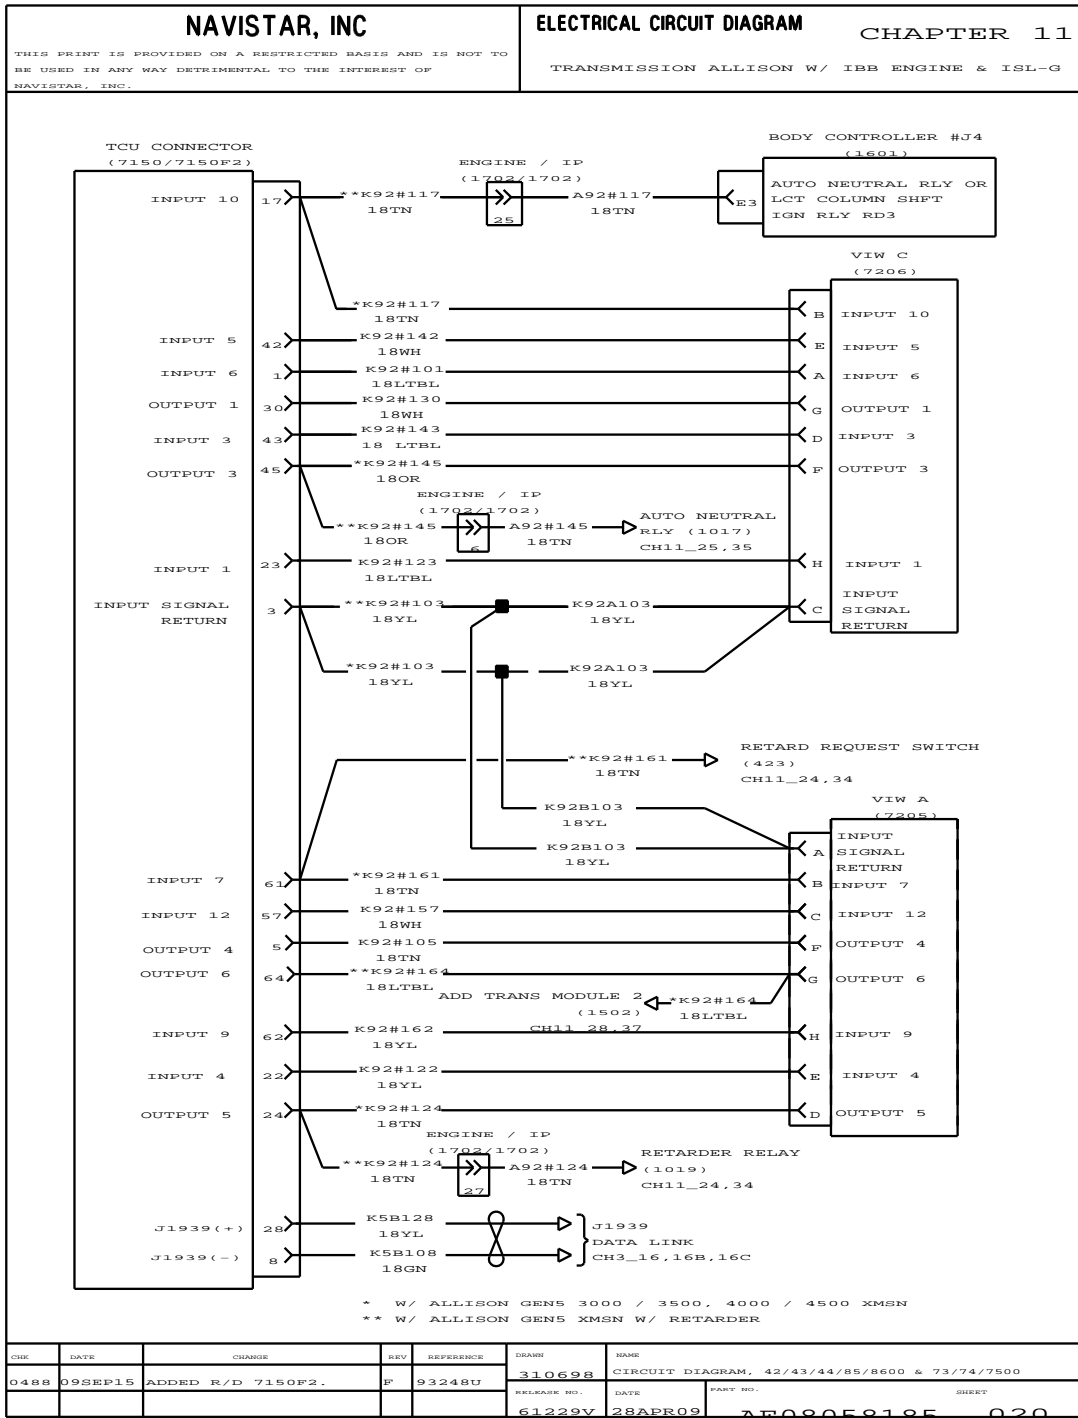 NAVISTAR, INC
THIS PRINT IS PROVIDED ON A RESTRICTED BASIS AND IS NOT TO
BE USED IN ANY WAY DETRIMENTAL TO THE INTEREST OF
NAVISTAR, INC.
ELECTRICAL CIRCUIT DIAGRAM
CHAPTER 11
TRANSMISSION ALLISON W/ IBB ENGINE & ISL-G
TCU CONNECTOR
(7150/7150F2)
ENGINE / IP
(1702/1702)
BODY CONTROLLER #J4
(1601)
INPUT 10 17 **K92#117 A92#117 E3
18TN 25 18TN
AUTO NEUTRAL RLY OR
LCT COLUMN SHFT
IGN RLY RD3
VIW C
(7206)
*K92#117 B INPUT 10
18TN
INPUT 5 42 K92#142 E INPUT 5
18WH
INPUT 6 1 K92#101 A INPUT 6
18LTBL
OUTPUT 1 30 K92#130 G OUTPUT 1
18WH
INPUT 3 43 K92#143 D INPUT 3
18 LTBL
OUTPUT 3 45 *K92#145 F OUTPUT 3
18OR
ENGINE / IP
(1702/1702)
**K92#145 A92#145
18OR 6 18TN
AUTO NEUTRAL
RLY (1017)
CH11_25,35
INPUT 1 23 K92#123 H INPUT 1
18LTBL
INPUT SIGNAL
RETURN
3 **K92#103 K92A103 C
18YL 18YL
INPUT
SIGNAL
RETURN
*K92#103 K92A103
18YL 18YL
**K92#161
18TN
RETARD REQUEST SWITCH
(423)
CH11_24,34
VIW A
(7205)
K92B103
18YL
K92B103 A
18YL
INPUT
SIGNAL
RETURN
INPUT 7 61 *K92#161 B INPUT 7
18TN
INPUT 12 57 K92#157 C INPUT 12
18WH
OUTPUT 4 5 K92#105 F OUTPUT 4
18TN
OUTPUT 6 64 **K92#164 G OUTPUT 6
18LTBL
ADD TRANS MODULE 2 *K92#164
(1502) 18LTBL
CH11_28,37
INPUT 9 62 K92#162 H INPUT 9
18YL
INPUT 4 22 K92#122 E INPUT 4
18YL
OUTPUT 5 24 *K92#124 D OUTPUT 5
18TN
ENGINE / IP
(1702/1702)
**K92#124 A92#124
18TN 27 18TN
RETARDER RELAY
(1019)
CH11_24,34
J1939(+) 28 K5B128
18YL
J1939(-) 8 K5B108
18GN
J1939
DATA LINK
CH3_16,16B,16C
* W/ ALLISON GEN5 3000 / 3500, 4000 / 4500 XMSN
** W/ ALLISON GEN5 XMSN W/ RETARDER
CHK DATE CHANGE REV REFERENCE
0488 09SEP15 ADDED R/D 7150F2. F 93248U
DRAWN
310698
NAME
CIRCUIT DIAGRAM, 42/43/44/85/8600 & 73/74/7500
RELEASE NO.
61229V
DATE
28APR09
PART NO.
AE08058185
SHEET
020